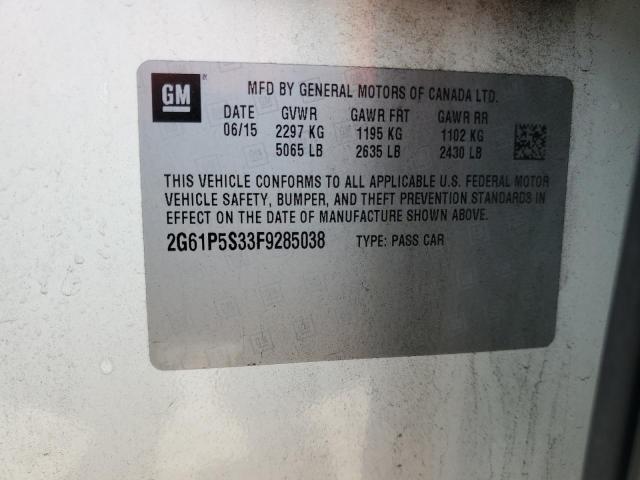 GM
MFD BY GENERAL MOTORS OF CANADA LTD.
DATE GVWR GAWR FRT GAWR RR
06/15 2297 KG 1195 KG 1102 KG
5065 LB 2635 LB 2430 LB
THIS VEHICLE CONFORMS TO ALL APPLICABLE U.S. FEDERAL MOTOR
VEHICLE SAFETY, BUMPER, AND THEFT PREVENTION STANDARDS IN
EFFECT ON THE DATE OF MANUFACTURE SHOWN ABOVE.
2G61P5S33F9285038 TYPE: PASS CAR